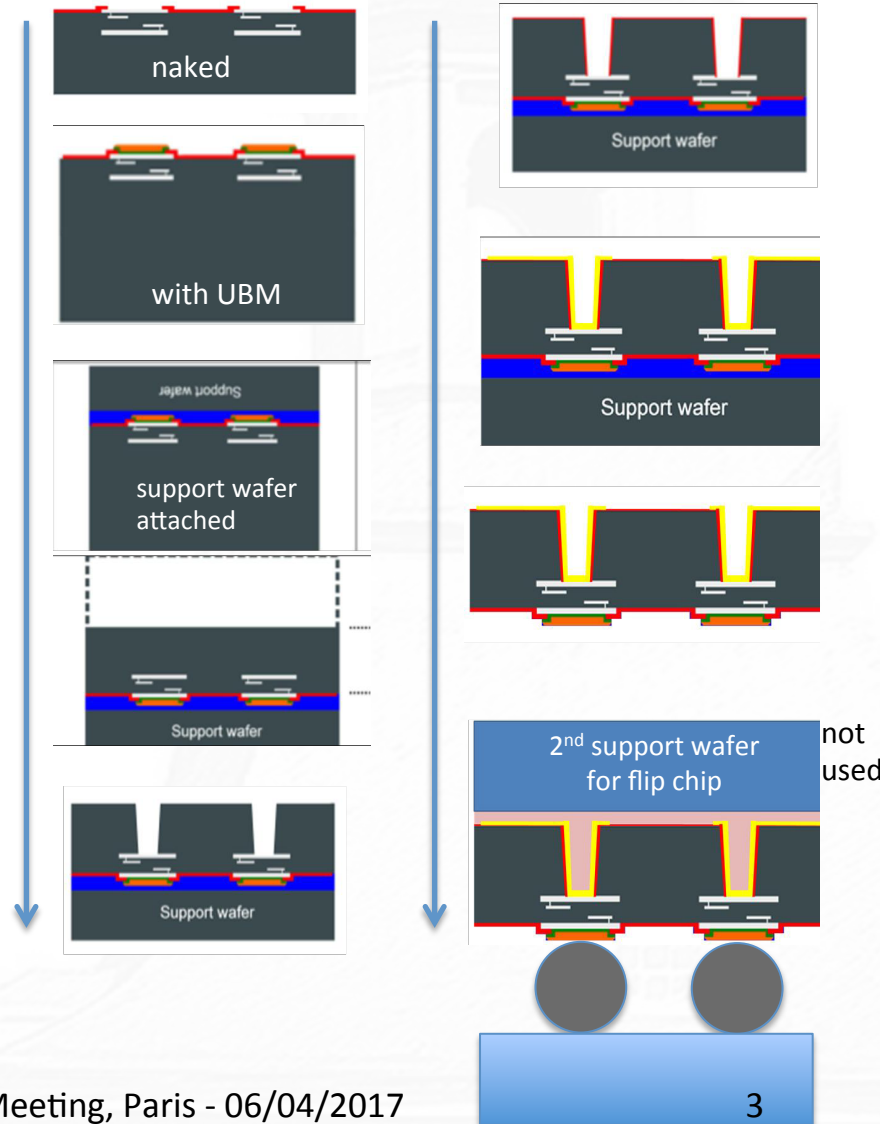 naked
with UBM
Support wafer
support wafer
attached
Support wafer
Support wafer
Support wafer
Support wafer
2nd support wafer
for flip chip
not
used
Meeting, Paris - 06/04/2017
3